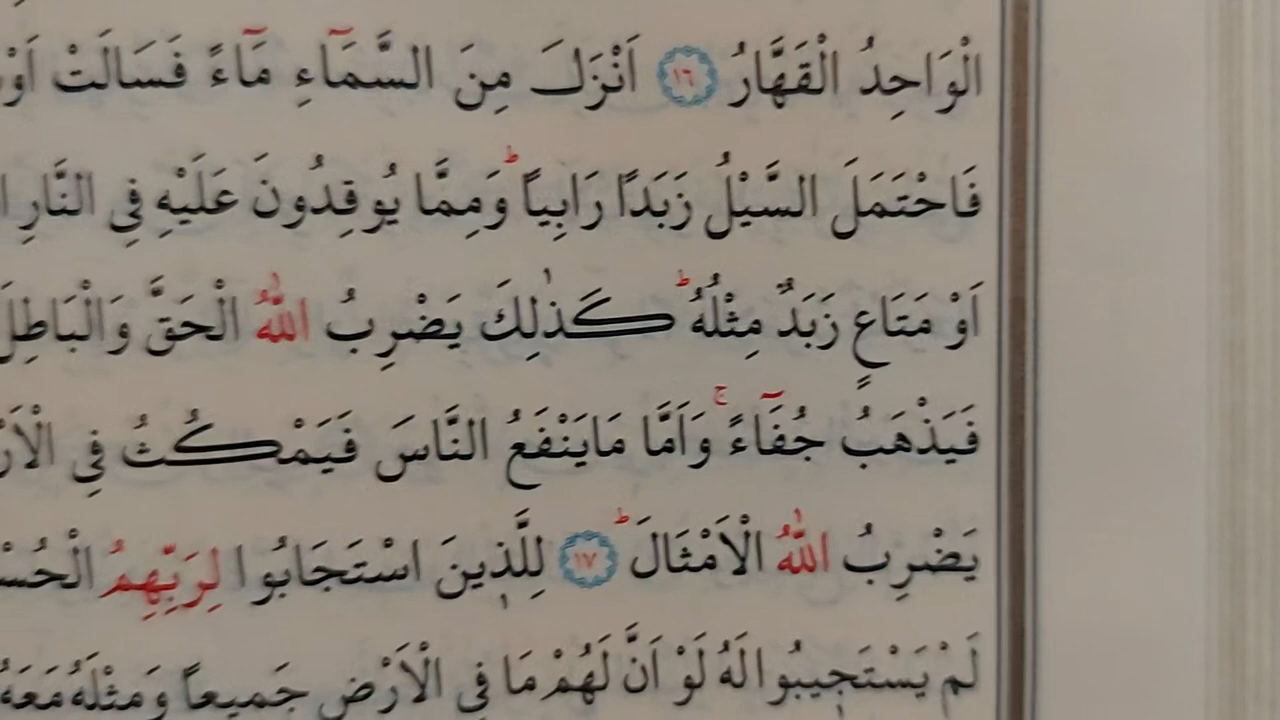 الْوَاحِدُ الْقَهَّارُ ١٦ اَنْزَلَ مِنَ السَّمَٓاءِ مَٓاءً فَسَالَتْ
فَاحْتَمَلَ السَّيْلُ زَبَدًا رَابِيًا ؕ وَمِمَّا يُوقِدُونَ عَلَيْهِ فِي النَّارِ
اَوْ مَتَاعٍ زَبَدٌ مِثْلُهُ ؕ كَذٰلِكَ يَضْرِبُ اللّٰهُ الْحَقَّ وَالْبَاطِلَ
فَيَذْهَبُ جُفَٓاءً ۚ وَاَمَّا مَايَنْفَعُ النَّاسَ فَيَمْكُثُ فِي
يَضْرِبُ اللّٰهُ الْاَمْثَالَ ؕ ١٧ لِلَّذ۪ينَ اسْتَجَابُوا لِرَبِّهِمُ
لَمْ يَسْتَج۪يبُوا لَهُ لَوْ اَنَّ لَهُمْ مَا فِي الْاَرْضِ جَمِيعًا وَمِثْلَهُ مَعَهُ